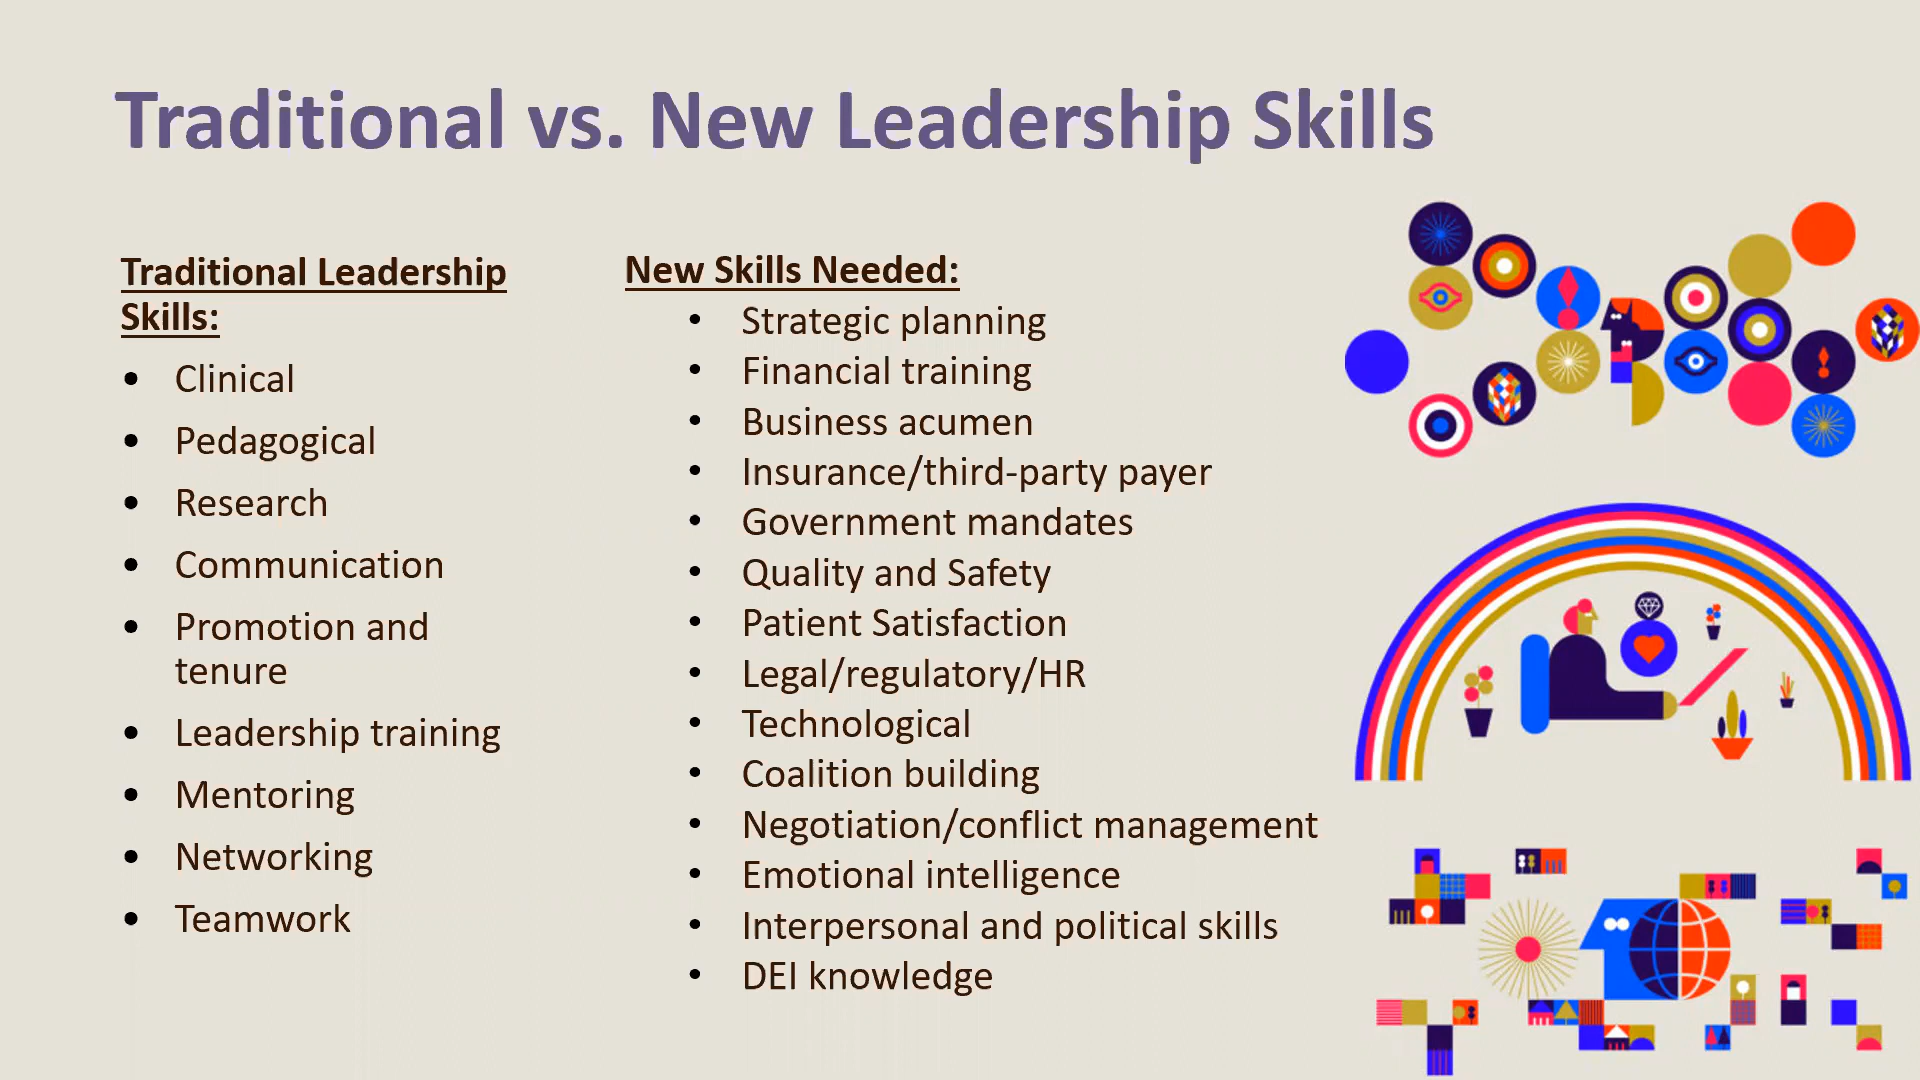 Traditional vs. New Leadership Skills
Traditional Leadership
Skills:
• Clinical
• Pedagogical
• Research
• Communication
• Promotion and
tenure
• Leadership training
• Mentoring
• Networking
• Teamwork
New Skills Needed:
• Strategic planning
• Financial training
• Business acumen
• Insurance/third-party payer
• Government mandates
• Quality and Safety
• Patient Satisfaction
• Legal/regulatory/HR
• Technological
• Coalition building
• Negotiation/conflict management
• Emotional intelligence
• Interpersonal and political skills
• DEI knowledge